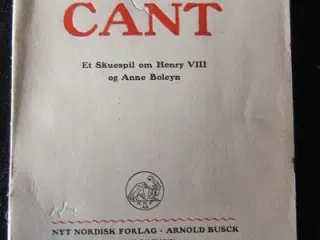 CANT
Et Skuespil om Henry VIII
og Anne Boleyn
NYT NORDISK FORLAG • ARNOLD BUSCK